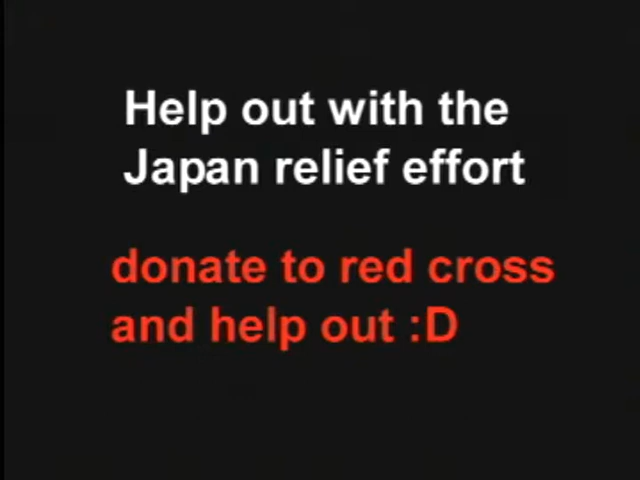 Help out with the
Japan relief effort
donate to red cross
and help out :D